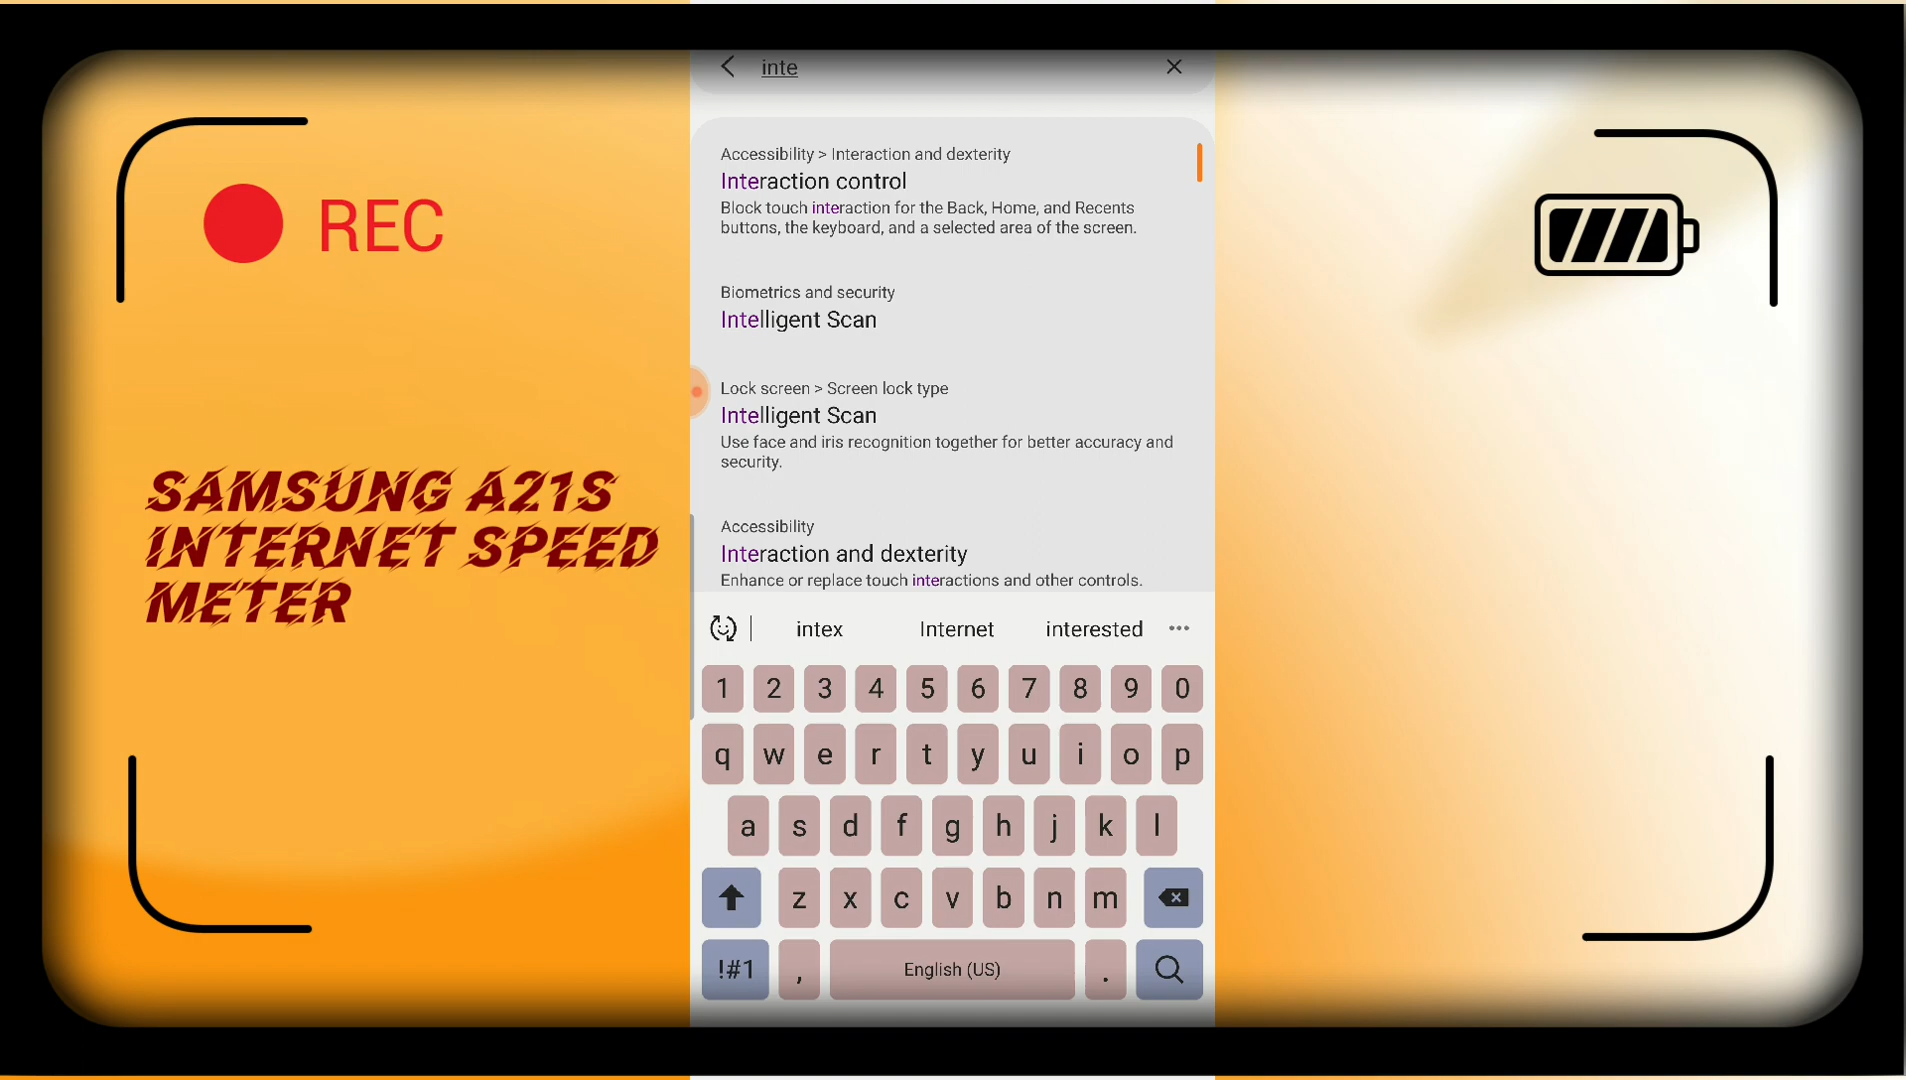 REC
SAMSUNG A21S
INTERNET SPEED
METER
inte
Accessibility > Interaction and dexterity
Interaction control
Block touch interaction for the Back, Home, and Recents
buttons, the keyboard, and a selected area of the screen.
Biometrics and security
Intelligent Scan
Lock screen > Screen lock type
Intelligent Scan
Use face and iris recognition together for better accuracy and
security.
Accessibility
Interaction and dexterity
Enhance or replace touch interactions and other controls.
intex Internet interested
1 2 3 4 5 6 7 8 9 0
q w e r t y u i o p
a s d f g h j k l
z x c v b n m
!#1 , English (US) .